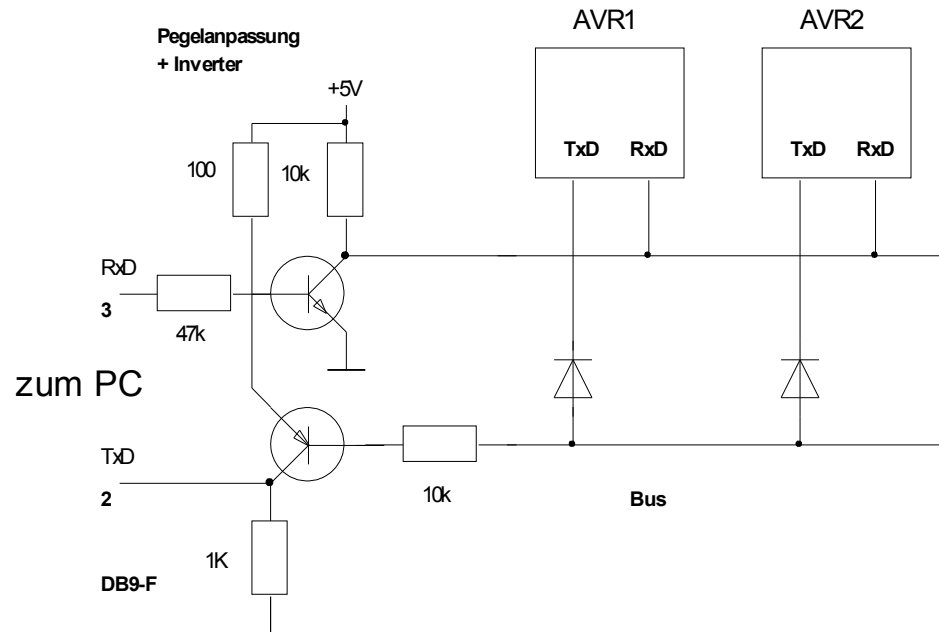 AVR1
AVR2
Pegelanpassung
+ Inverter
+5V
TxD
RxD
TxD
RxD
100
10k
RxD
3
47k
zum PC
TxD
2
10k
Bus
1K
DB9-F